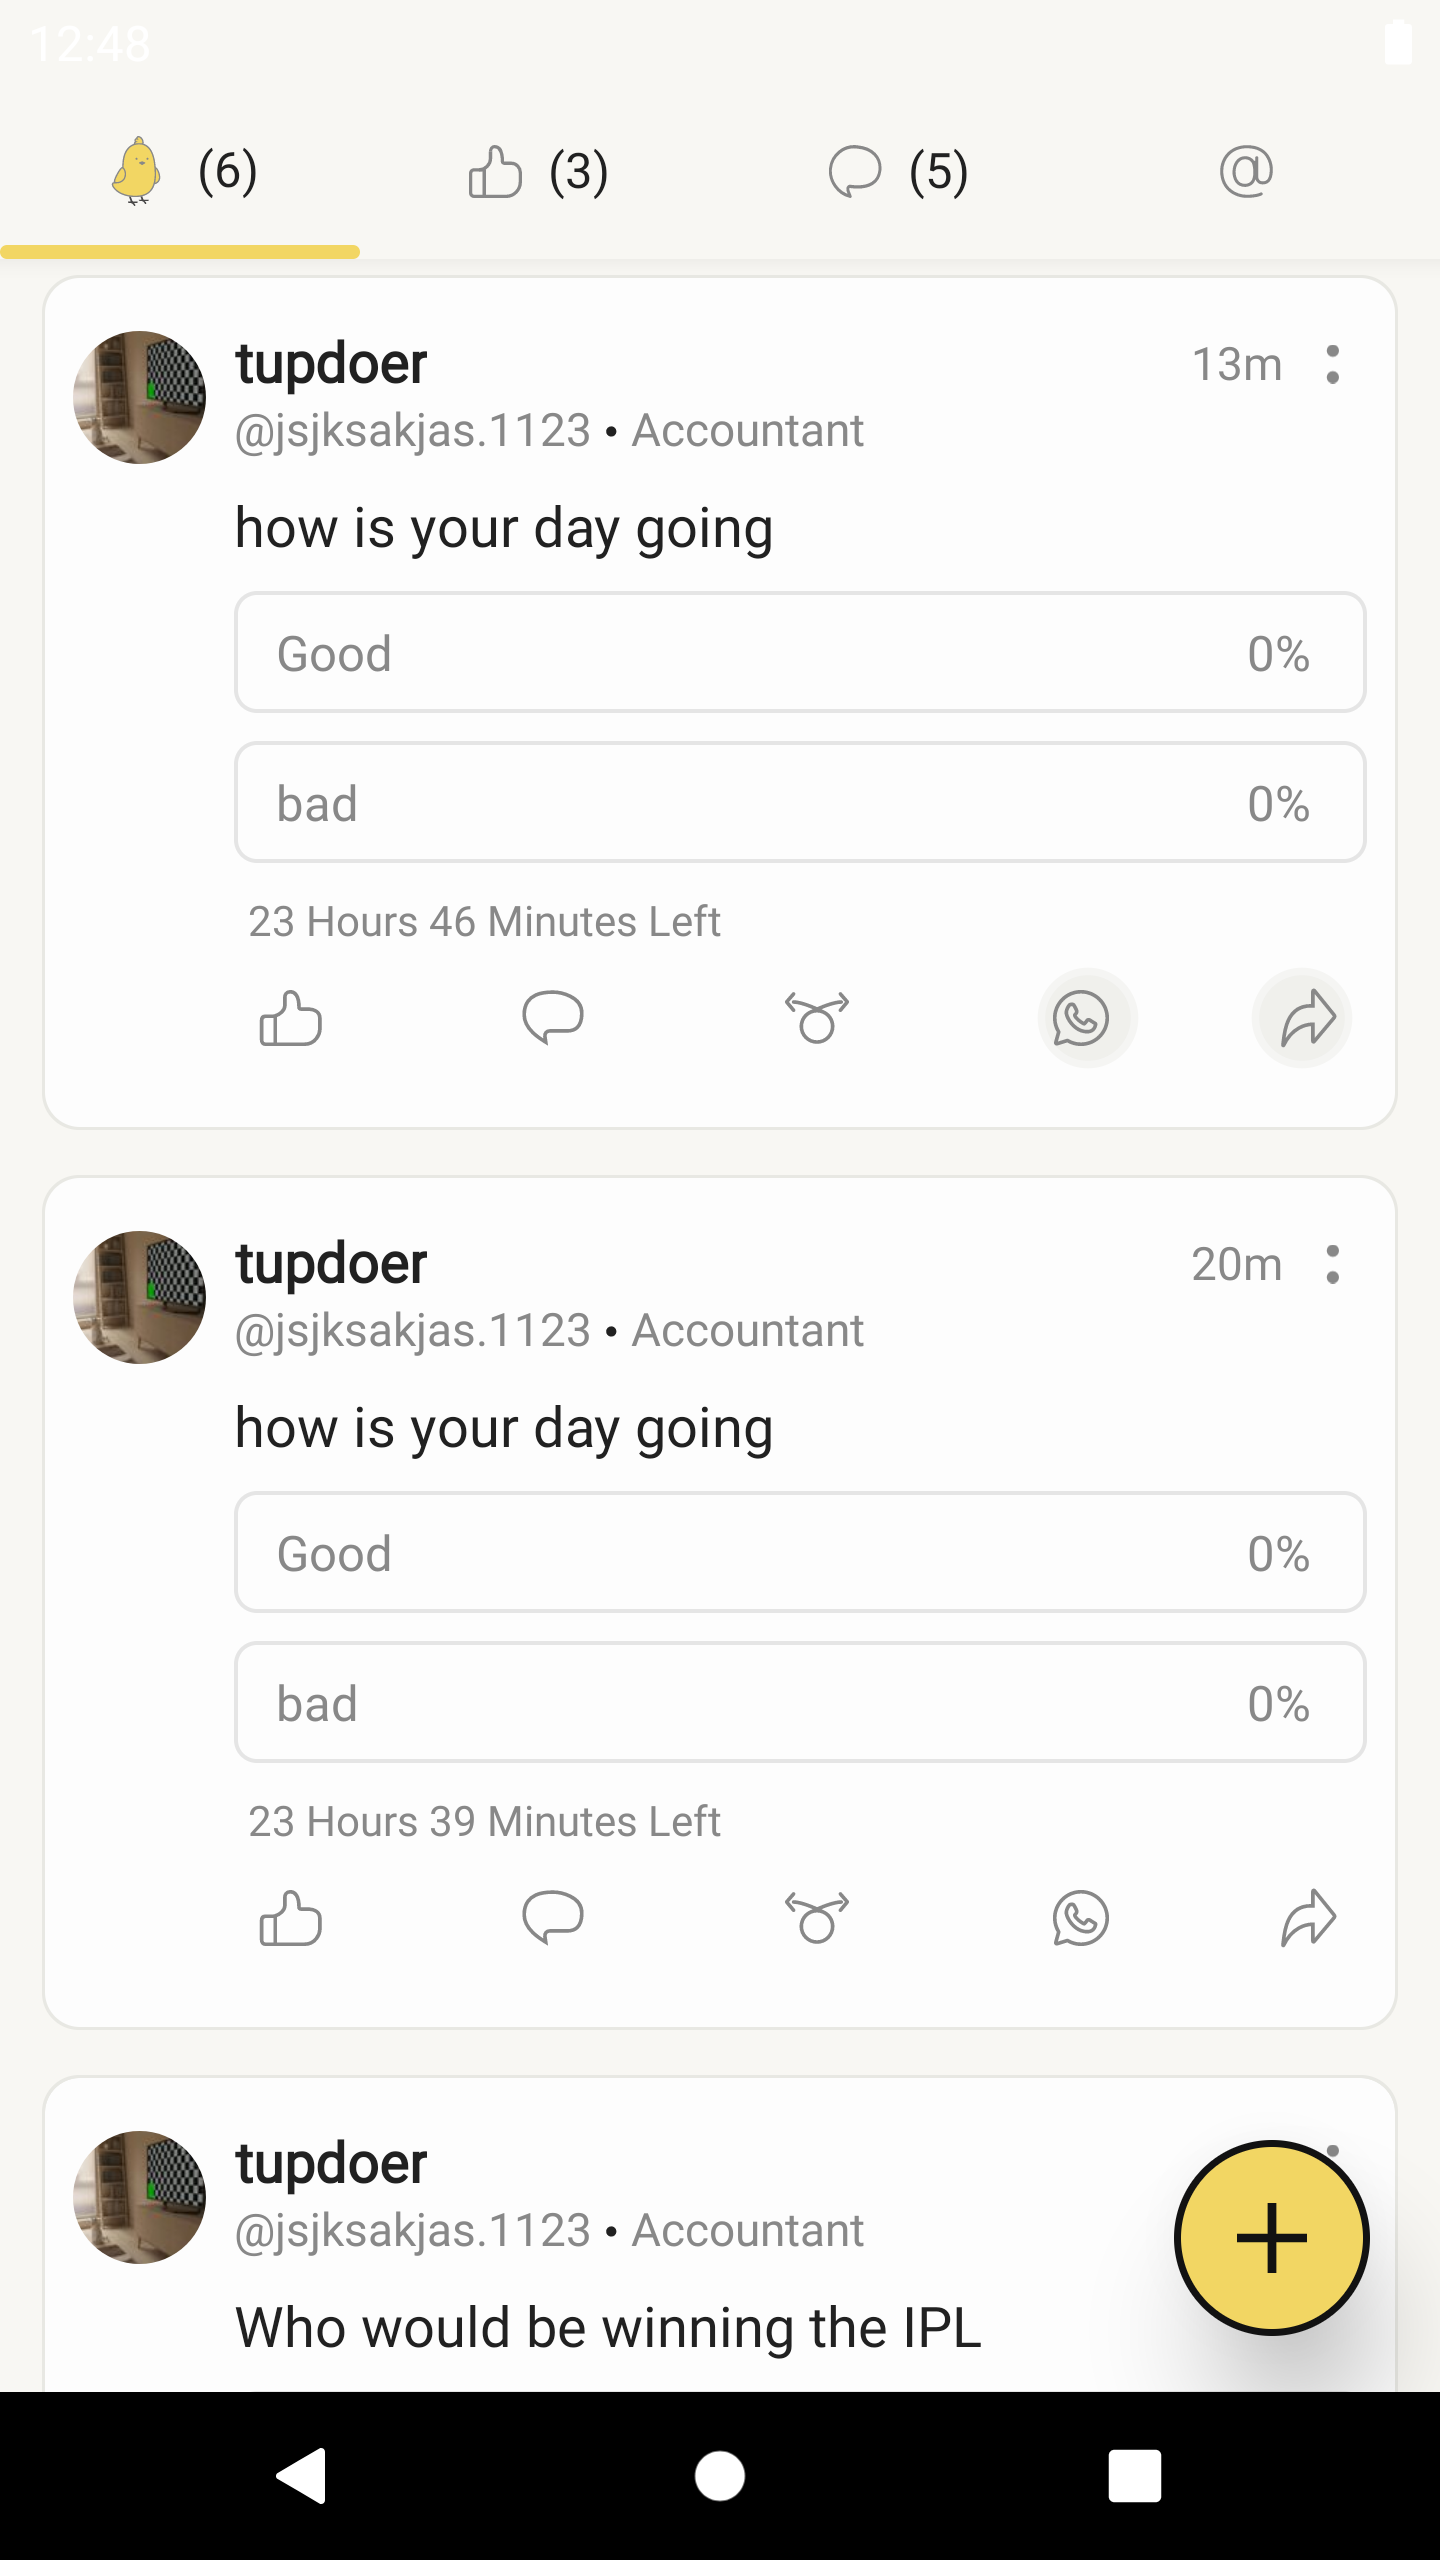 12:48
(6) (3) (5) @
tupdoer 13m
@jsjksakjas.1123 • Accountant
how is your day going
Good 0%
bad 0%
23 Hours 46 Minutes Left
tupdoer 20m
@jsjksakjas.1123 • Accountant
how is your day going
Good 0%
bad 0%
23 Hours 39 Minutes Left
tupdoer
@jsjksakjas.1123 • Accountant
Who would be winning the IPL